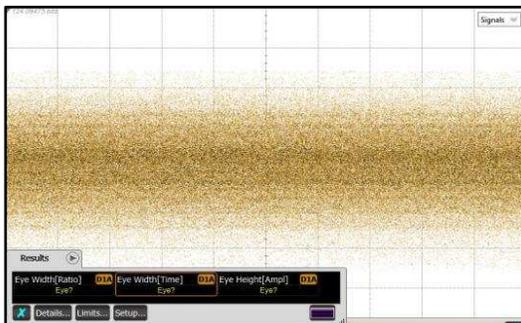 Signals
Results
Eye Width[Ratio] D1A Eye Width[Time] D1A Eye Height[Ampl] D1A
Eye? Eye? Eye?
Details... Limits... Setup...